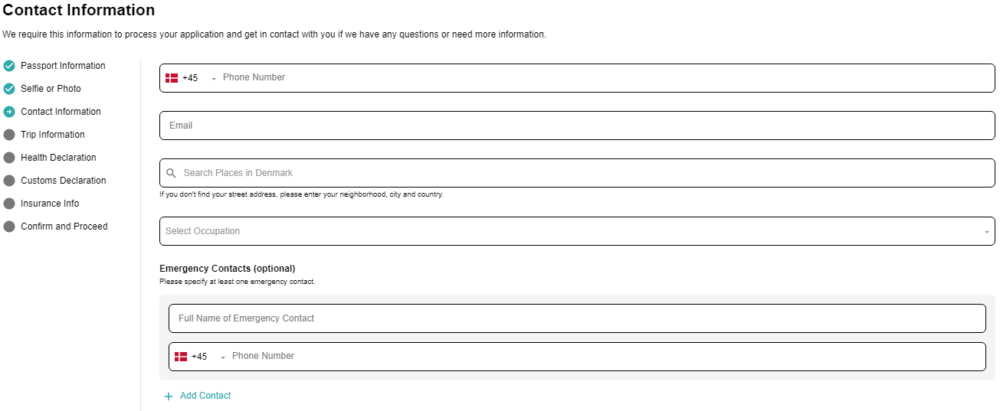 Contact Information
We require this information to process your application and get in contact with you if we have any questions or need more information.
Passport Information
Selfie or Photo
Contact Information
Trip Information
Health Declaration
Customs Declaration
Insurance Info
Confirm and Proceed
+45 Phone Number
Email
Search Places in Denmark
If you don't find your street address, please enter your neighborhood, city and country.
Select Occupation
Emergency Contacts (optional)
Please specify at least one emergency contact.
Full Name of Emergency Contact
+45 Phone Number
+ Add Contact